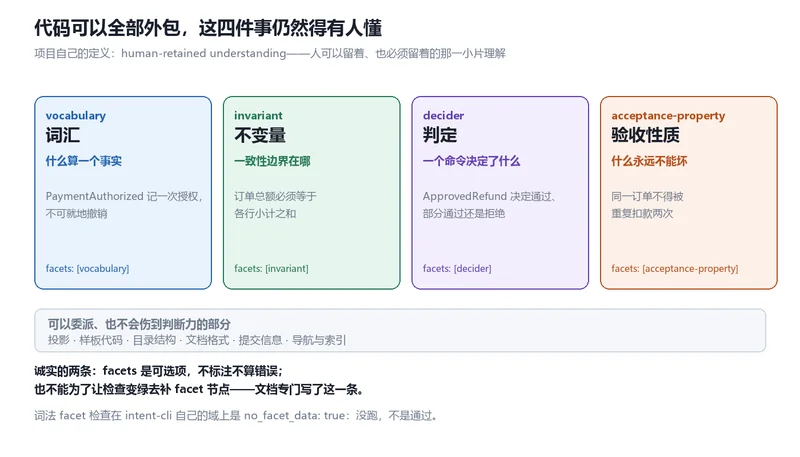 代码可以全部外包，这四件事仍然得有人懂
项目自己的定义：human-retained understanding——人可以留着、也必须留着的那一小片理解
vocabulary
词汇
什么算一个事实
PaymentAuthorized 记一次授权，
不可就地撤销
facets: [vocabulary]
invariant
不变量
一致性边界在哪
订单总额必须等于
各行小计之和
facets: [invariant]
decider
判定
一个命令决定了什么
ApprovedRefund 决定通过、
部分通过还是拒绝
facets: [decider]
acceptance-property
验收性质
什么永远不能坏
同一订单不得被
重复扣款两次
facets: [acceptance-property]
可以委派、也不会伤到判断力的部分
投影 · 样板代码 · 目录结构 · 文档格式 · 提交信息 · 导航与索引
诚实的两条：facets 是可选项，不标注不算错误；
也不能为了让检查变绿去补 facet 节点——文档专门写了这一条。
词法 facet 检查在 intent-cli 自己的域上是 no_facet_data: true：没跑，不是通过。